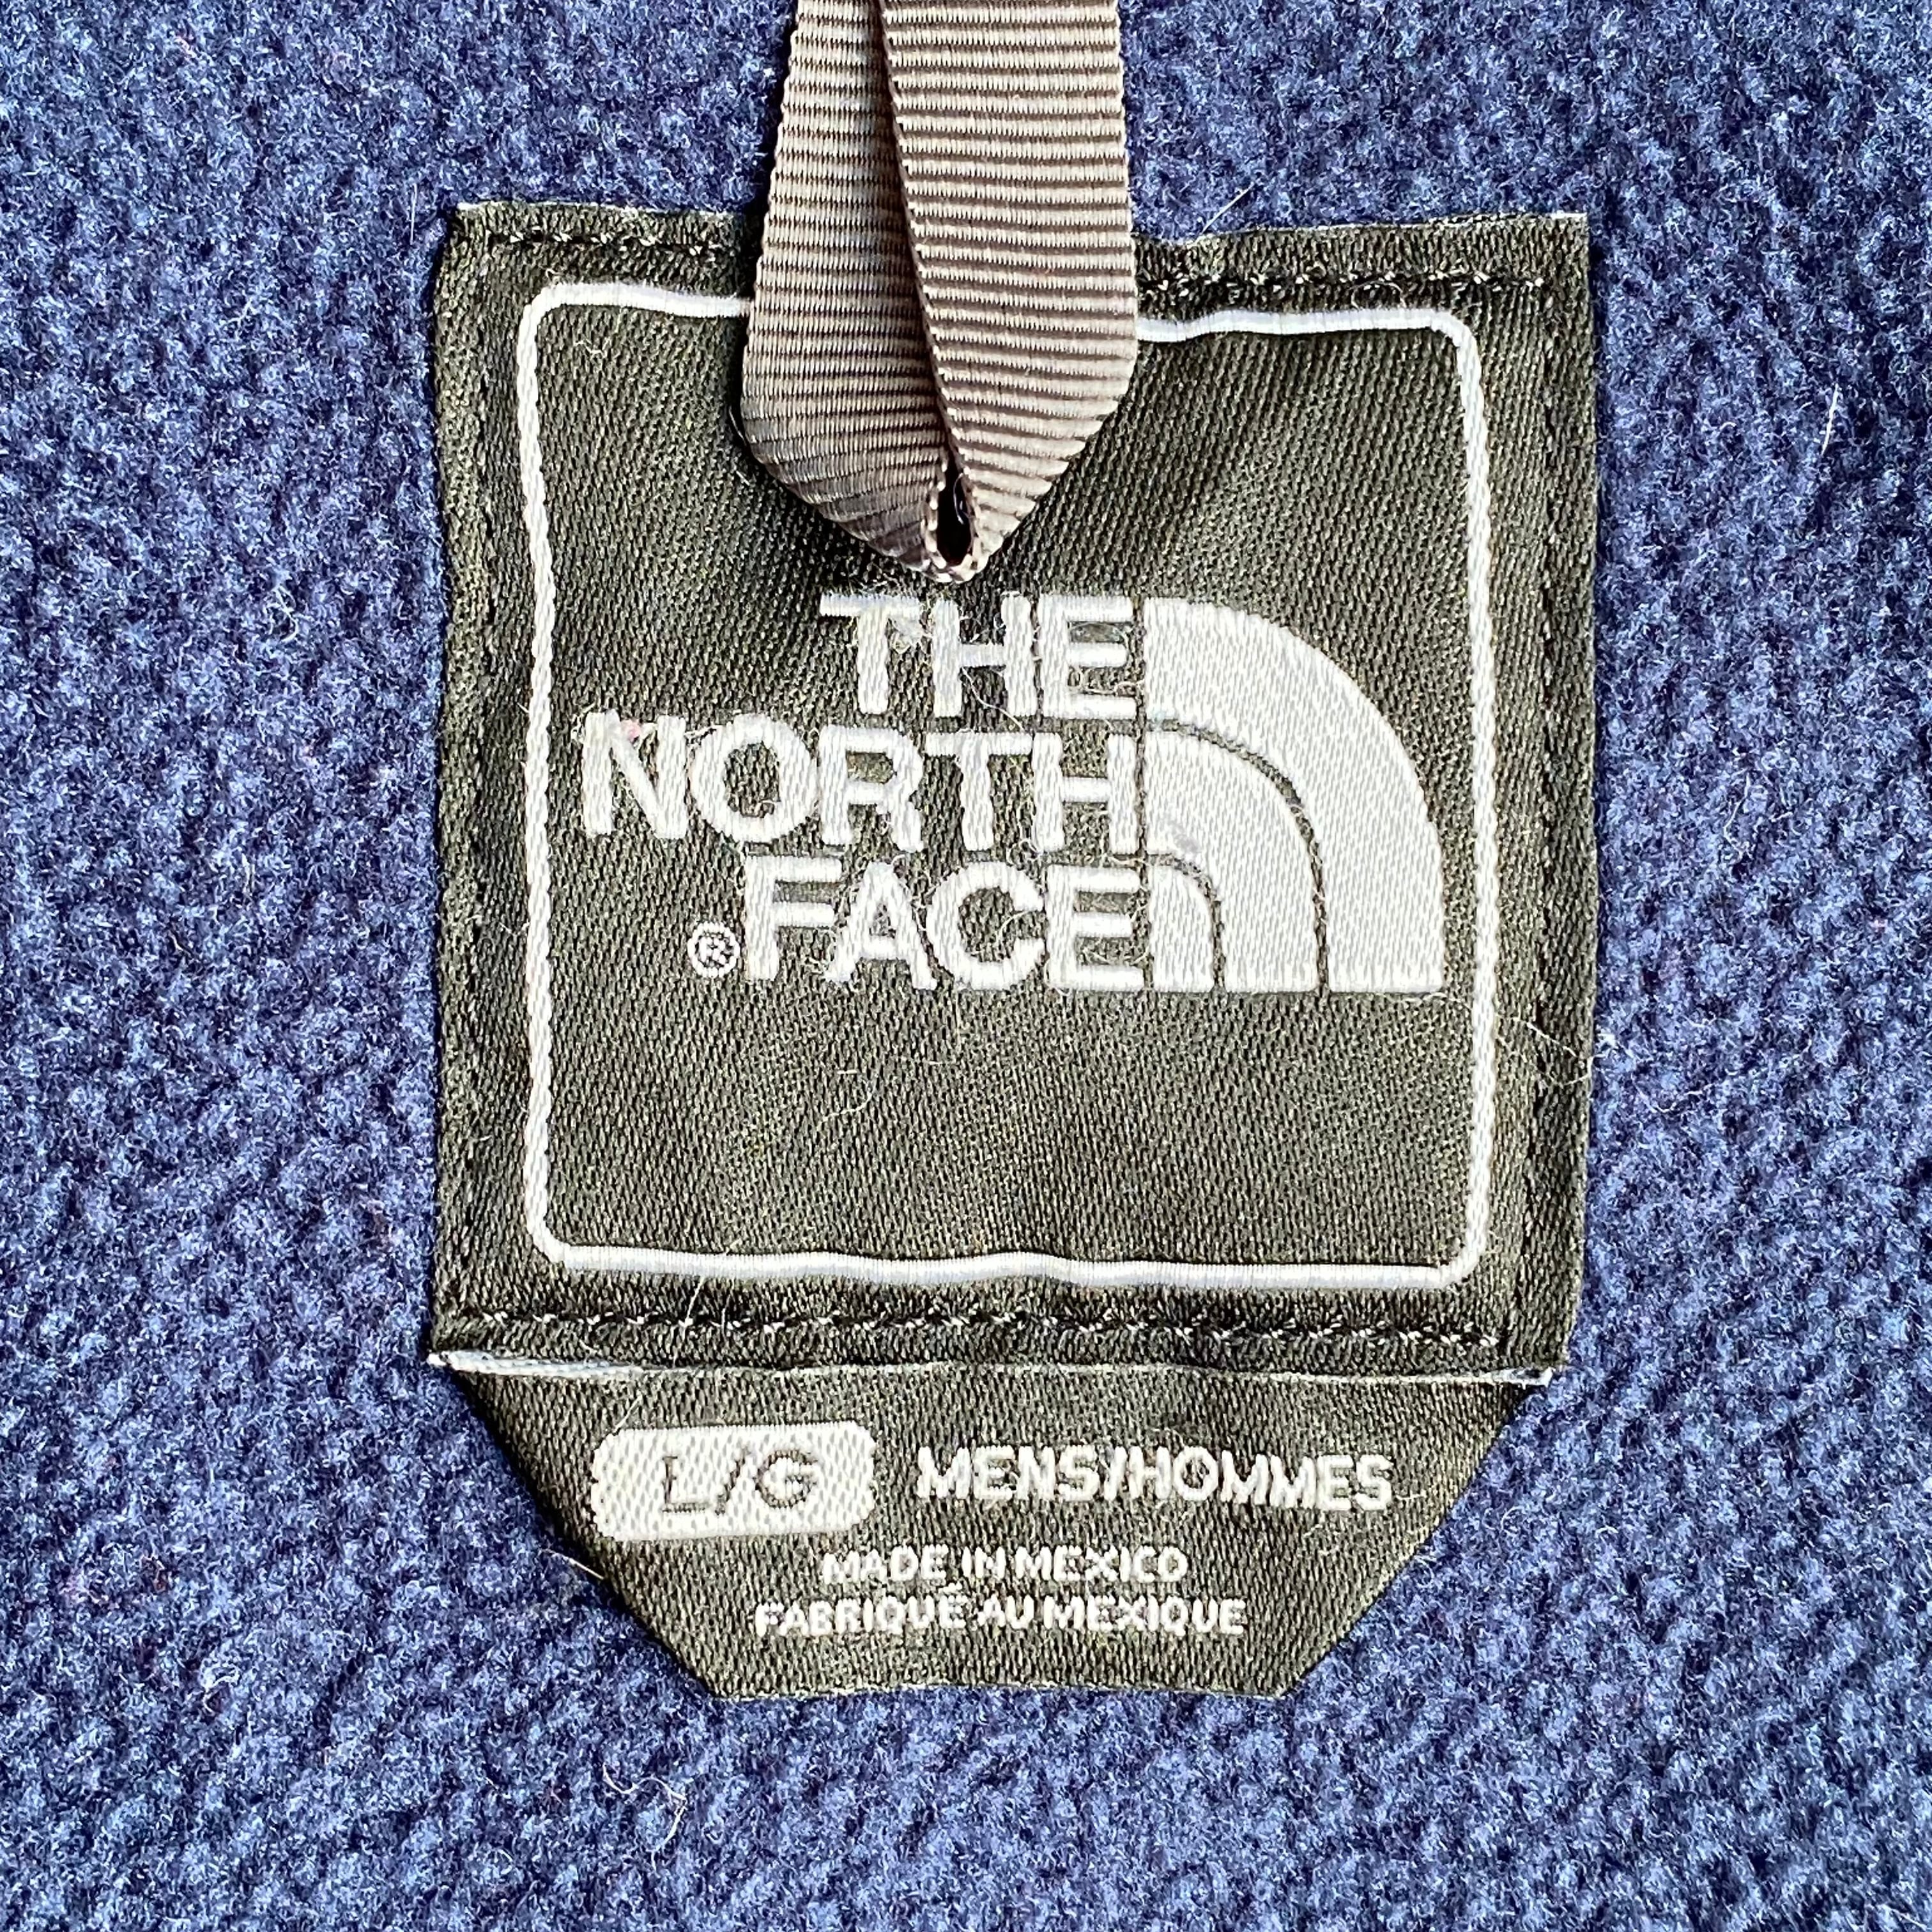 THE
NORTH
®FACE
L/G MENS/HOMMES
MADE IN MEXICO
FABRIQUÉ AU MEXIQUE